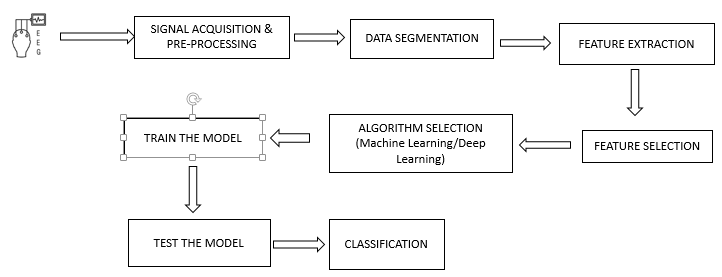 E
E
G
SIGNAL ACQUISITION &
PRE-PROCESSING
DATA SEGMENTATION
FEATURE EXTRACTION
TRAIN THE MODEL
ALGORITHM SELECTION
(Machine Learning/Deep
Learning)
FEATURE SELECTION
TEST THE MODEL
CLASSIFICATION